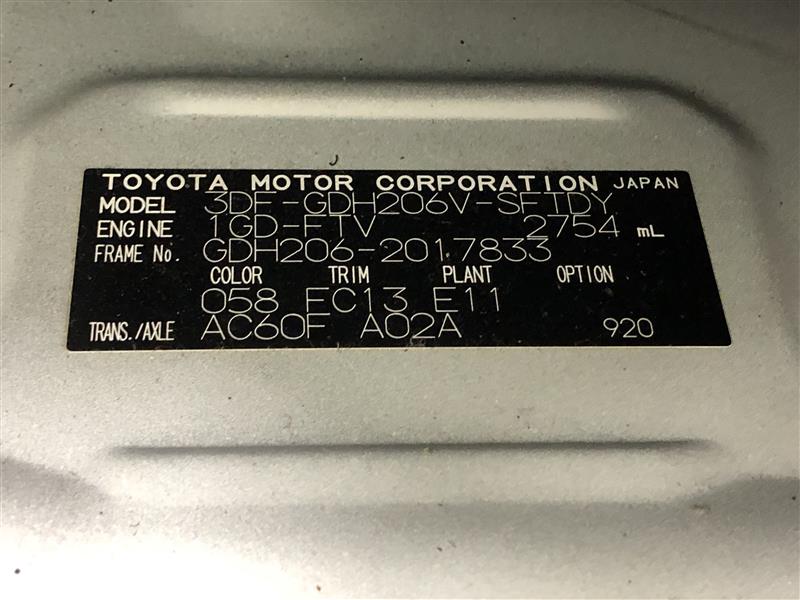 TOYOTA MOTOR CORPORATION JAPAN
MODEL 3DF-GDH206V-SFTDY
ENGINE 1GD-FTV 2754 mL
FRAME No. GDH206-2017833
COLOR TRIM PLANT OPTION
058 FC13 E11
TRANS./AXLE AC60F A02A 920